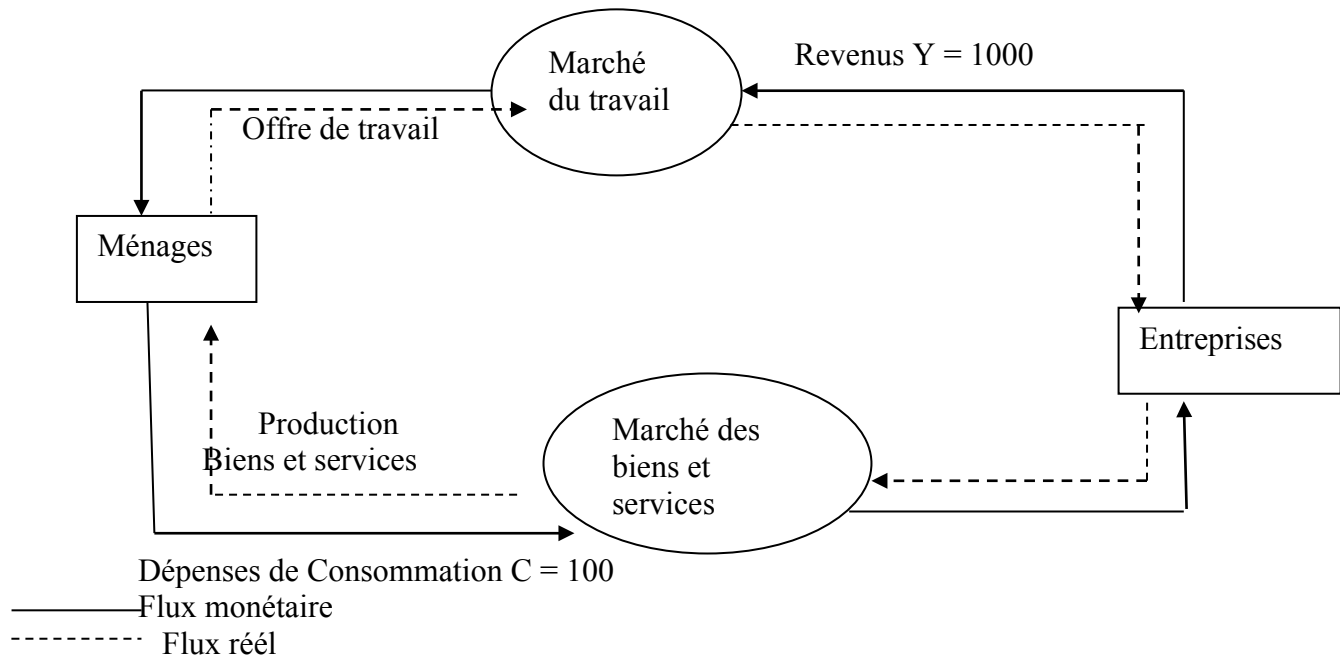 Marché
du travail
Revenus Y = 1000
Offre de travail
Ménages
Entreprises
Production
Biens et services
Marché des
biens et
services
Dépenses de Consommation C = 100
Flux monétaire
Flux réél